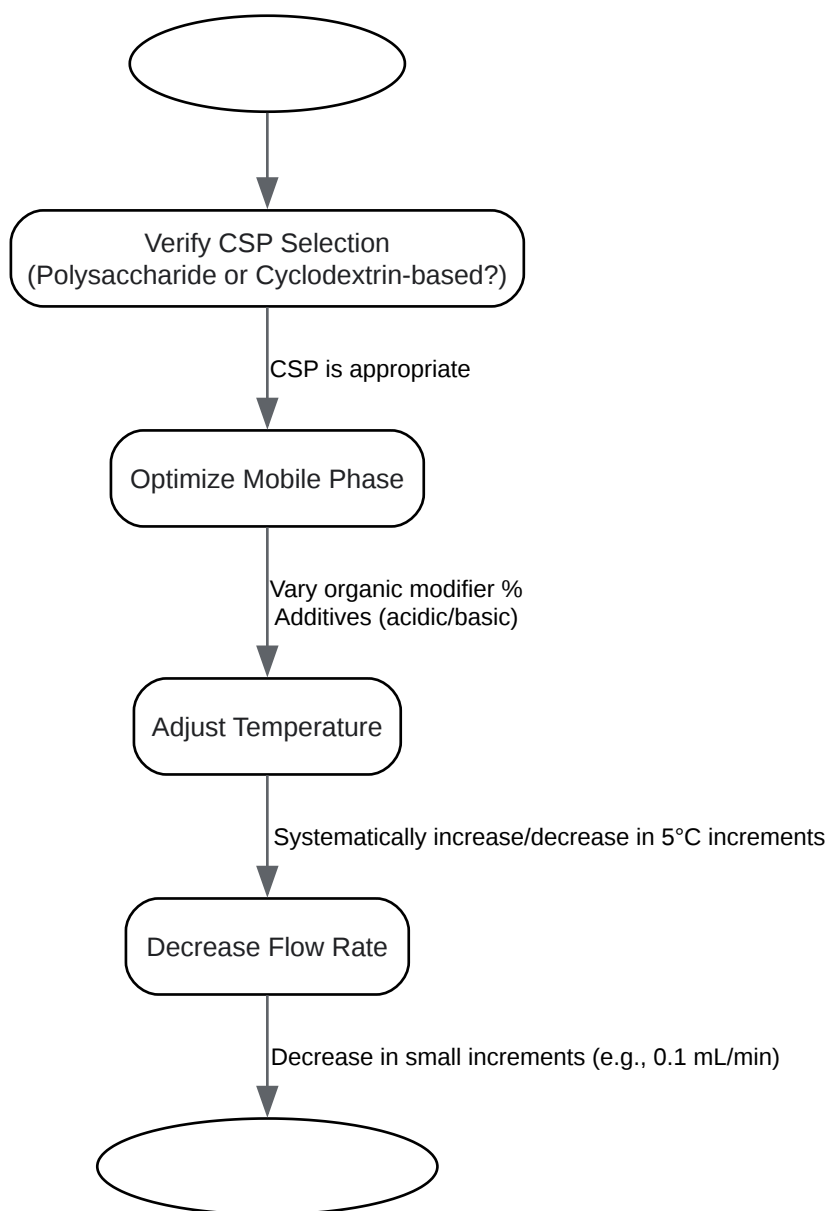 Verify CSP Selection
(Polysaccharide or Cyclodextrin-based?)
CSP is appropriate
Optimize Mobile Phase
Vary organic modifier %
Additives (acidic/basic)
Adjust Temperature
Systematically increase/decrease in 5°C increments
Decrease Flow Rate
Decrease in small increments (e.g., 0.1 mL/min)